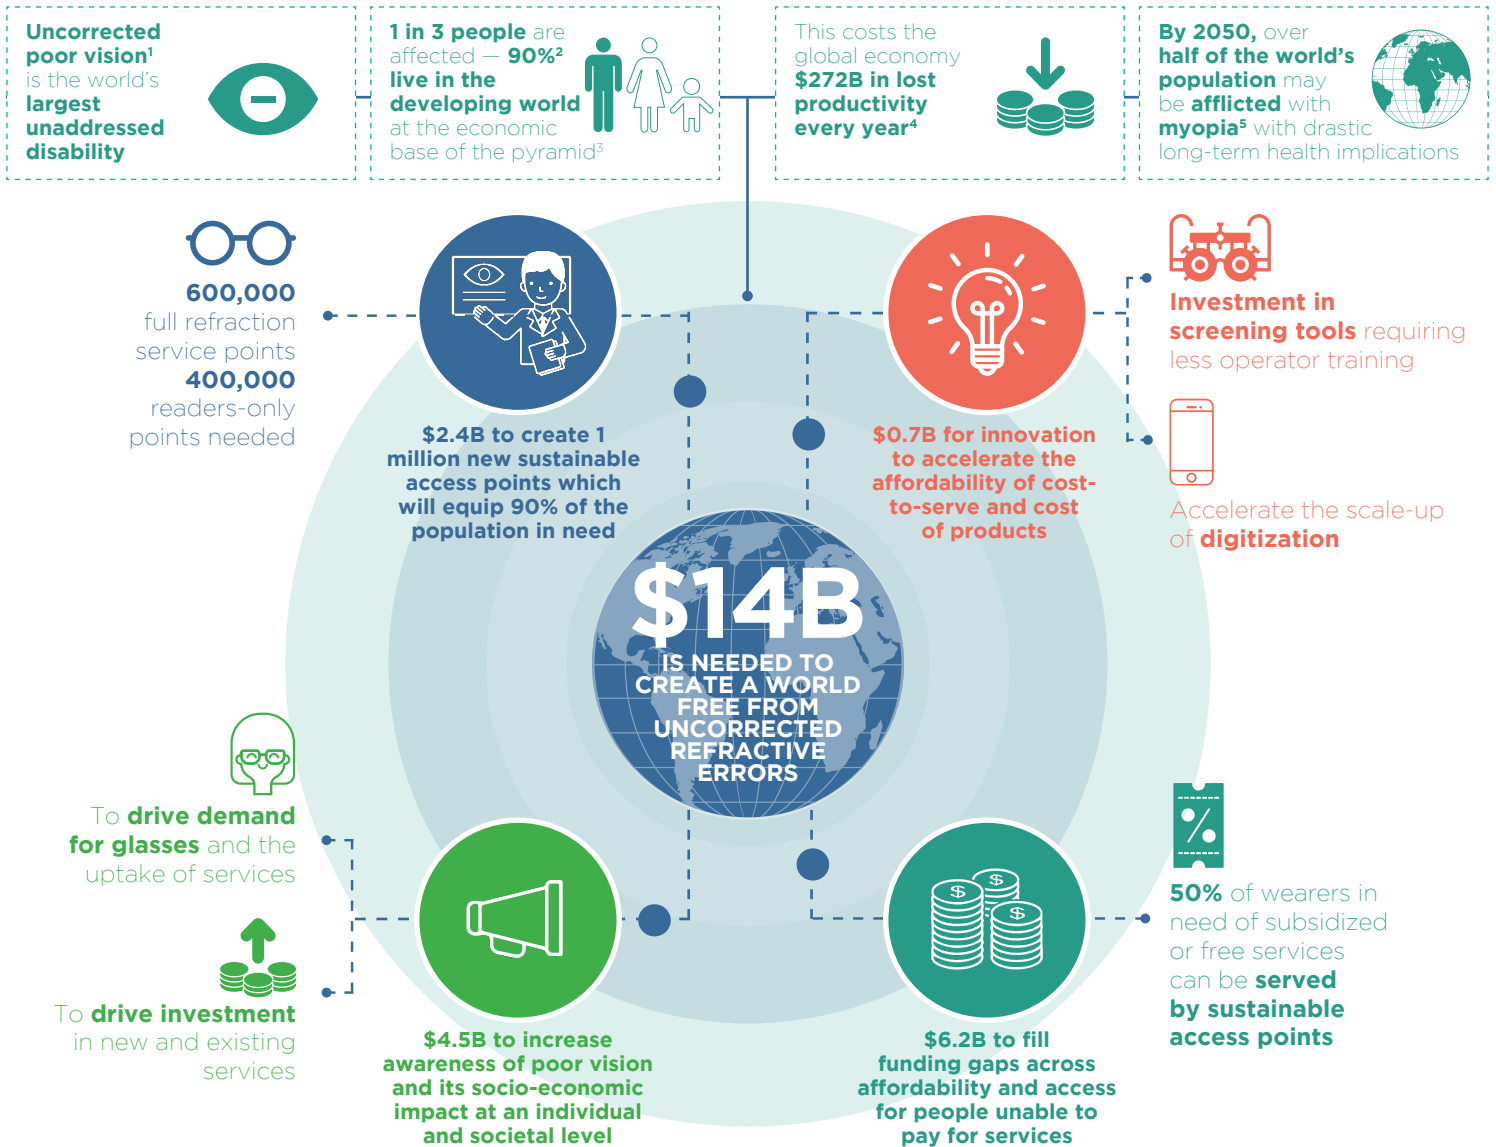 Uncorrected
poor vision¹
is the world's
largest
unaddressed
disability
1 in 3 people are
affected — 90%²
live in the
developing world
at the economic
base of the pyramid³
This costs the
global economy
$272B in lost
productivity
every year⁴
By 2050, over
half of the world's
population may
be afflicted with
myopia⁵ with drastic
long-term health implications
600,000
full refraction
service points
400,000
readers-only
points needed
$2.4B to create 1
million new sustainable
access points which
will equip 90% of the
population in need
$0.7B for innovation
to accelerate the
affordability of cost-
to-serve and cost
of products
Investment in
screening tools requiring
less operator training
Accelerate the scale-up
of digitization
$14B
IS NEEDED TO
CREATE A WORLD
FREE FROM
UNCORRECTED
REFRACTIVE
ERRORS
To drive demand
for glasses and the
uptake of services
To drive investment
in new and existing
services
$4.5B to increase
awareness of poor vision
and its socio-economic
impact at an individual
and societal level
$
$
$
$6.2B to fill
funding gaps across
affordability and access
for people unable to
pay for services
%
50% of wearers in
need of subsidized
or free services
can be served
by sustainable
access points